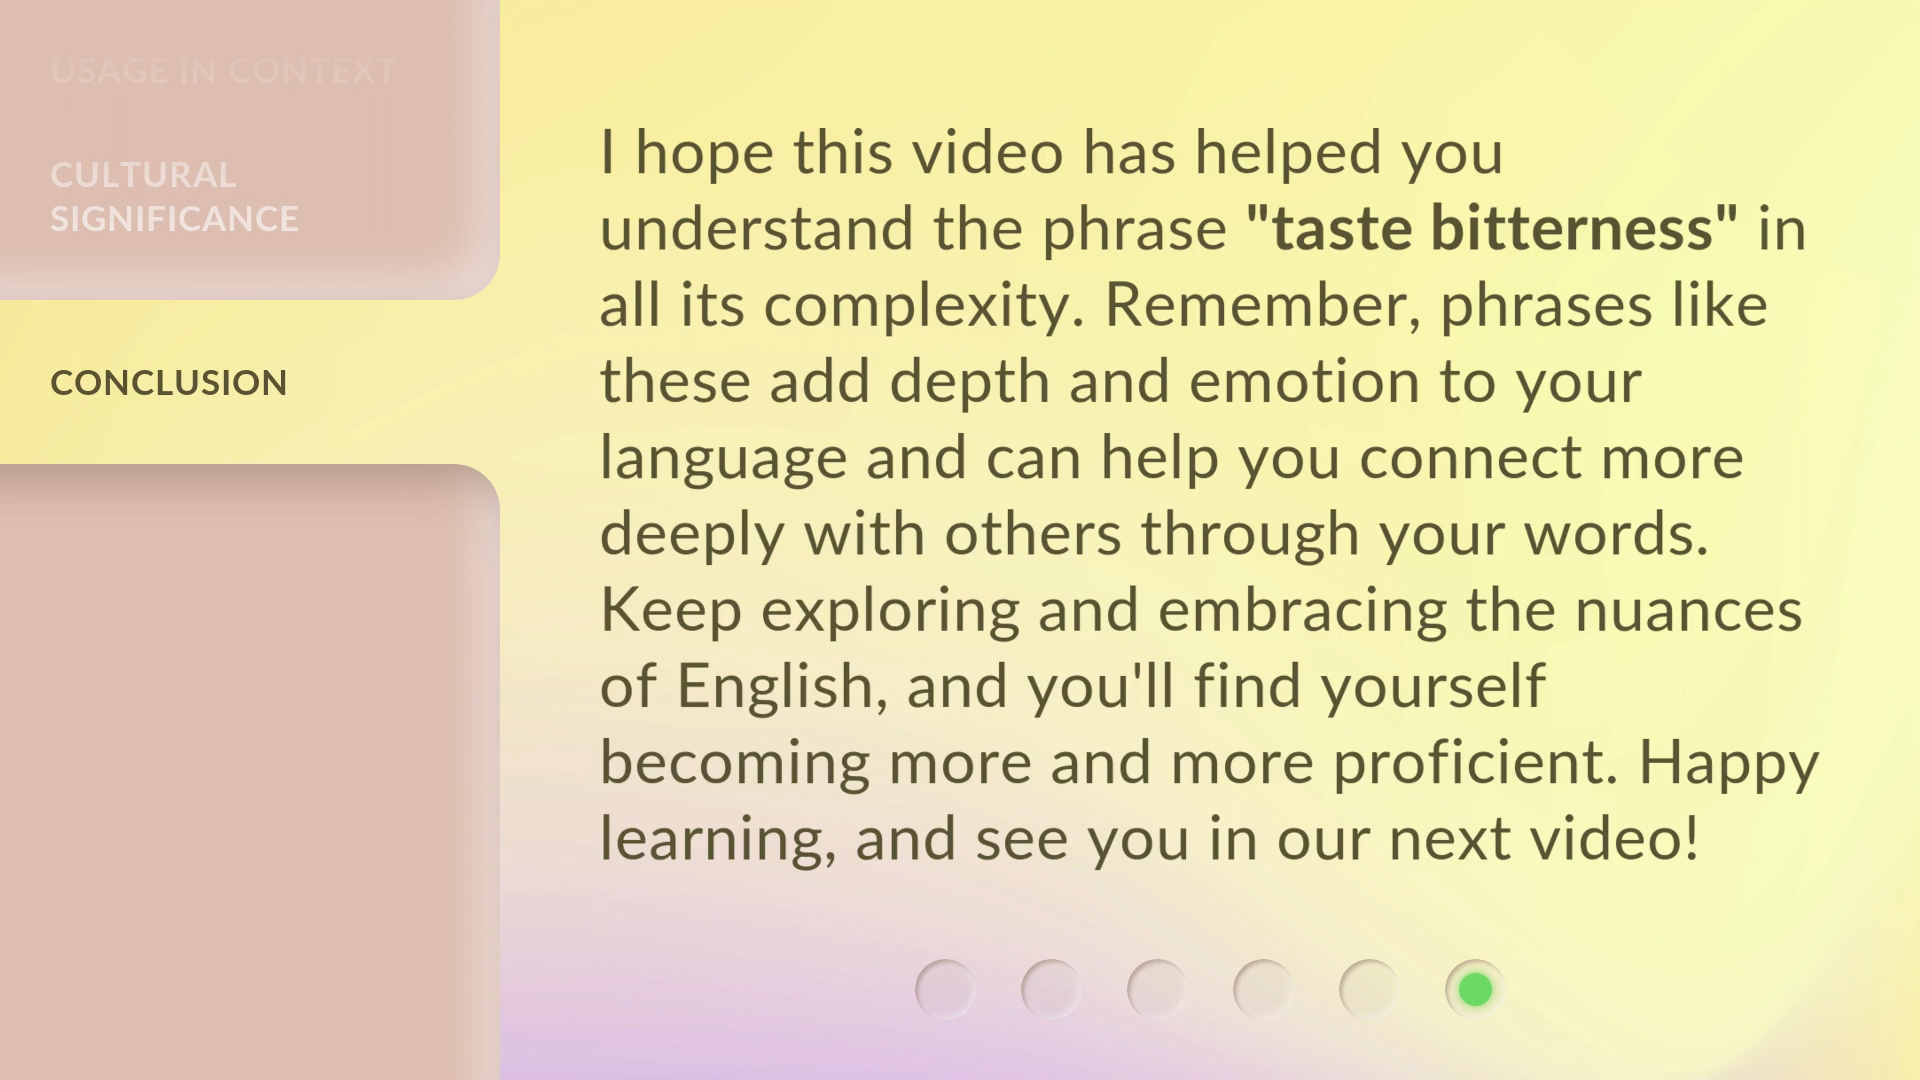 USAGE IN CONTEXT
CULTURAL
SIGNIFICANCE
CONCLUSION
I hope this video has helped you
understand the phrase "taste bitterness" in
all its complexity. Remember, phrases like
these add depth and emotion to your
language and can help you connect more
deeply with others through your words.
Keep exploring and embracing the nuances
of English, and you'll find yourself
becoming more and more proficient. Happy
learning, and see you in our next video!